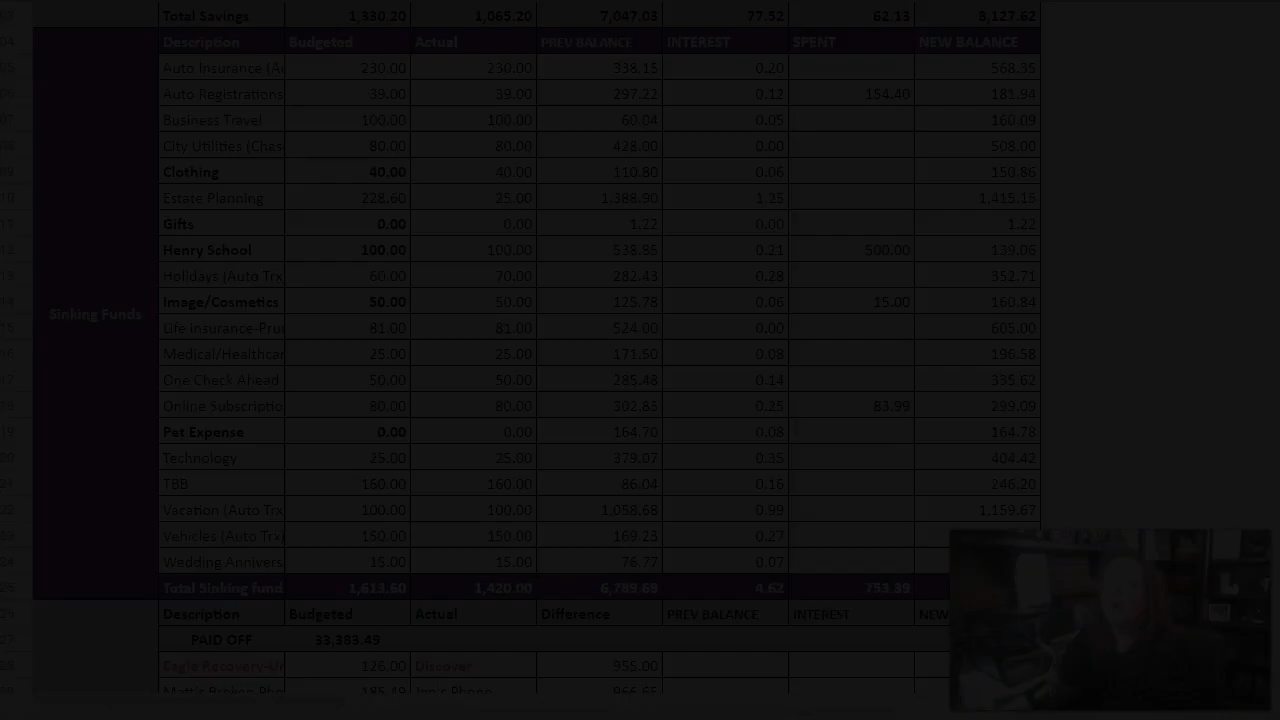 Total Savings 1,330.20 1,065.20 7,047.03 77.52 62.13 8,127.62
Description Budgeted Actual PREV BALANCE INTEREST SPENT NEW BALANCE
Auto Insurance (Au 230.00 230.00 338.15 0.20 568.35
Auto Registrations 39.00 39.00 297.22 0.12 154.40 181.94
Business Travel 100.00 100.00 60.04 0.05 160.09
City Utilities (Chas 80.00 80.00 428.00 0.00 508.00
Clothing 40.00 40.00 110.80 0.06 150.86
Estate Planning 228.60 25.00 1,388.90 1.25 1,415.15
Gifts 0.00 0.00 1.22 0.00 1.22
Henry School 100.00 100.00 538.85 0.21 500.00 139.06
Holidays (Auto Trx 60.00 70.00 282.43 0.28 352.71
Image/Cosmetics 50.00 50.00 125.78 0.06 15.00 160.84
Sinking Funds
Life Insurance-Pru 81.00 81.00 524.00 0.00 605.00
Medical/Healthcar 25.00 25.00 171.50 0.08 196.58
One Check Ahead 50.00 50.00 285.48 0.14 335.62
Online Subscriptio 80.00 80.00 302.83 0.25 83.99 299.09
Pet Expense 0.00 0.00 164.70 0.08 164.78
Technology 25.00 25.00 379.07 0.35 404.42
TBB 160.00 160.00 86.04 0.16 246.20
Vacation (Auto Trx 100.00 100.00 1,058.68 0.99 1,159.67
Vehicles (Auto Trx) 150.00 150.00 169.23 0.27
Wedding Annivers 15.00 15.00 76.77 0.07
Total Sinking fund 1,613.60 1,420.00 6,789.69 4.62 753.39
Description Budgeted Actual Difference PREV BALANCE INTEREST NEW
PAID OFF 33,383.49
Eagle Recovery-U 126.00 Discover 955.00